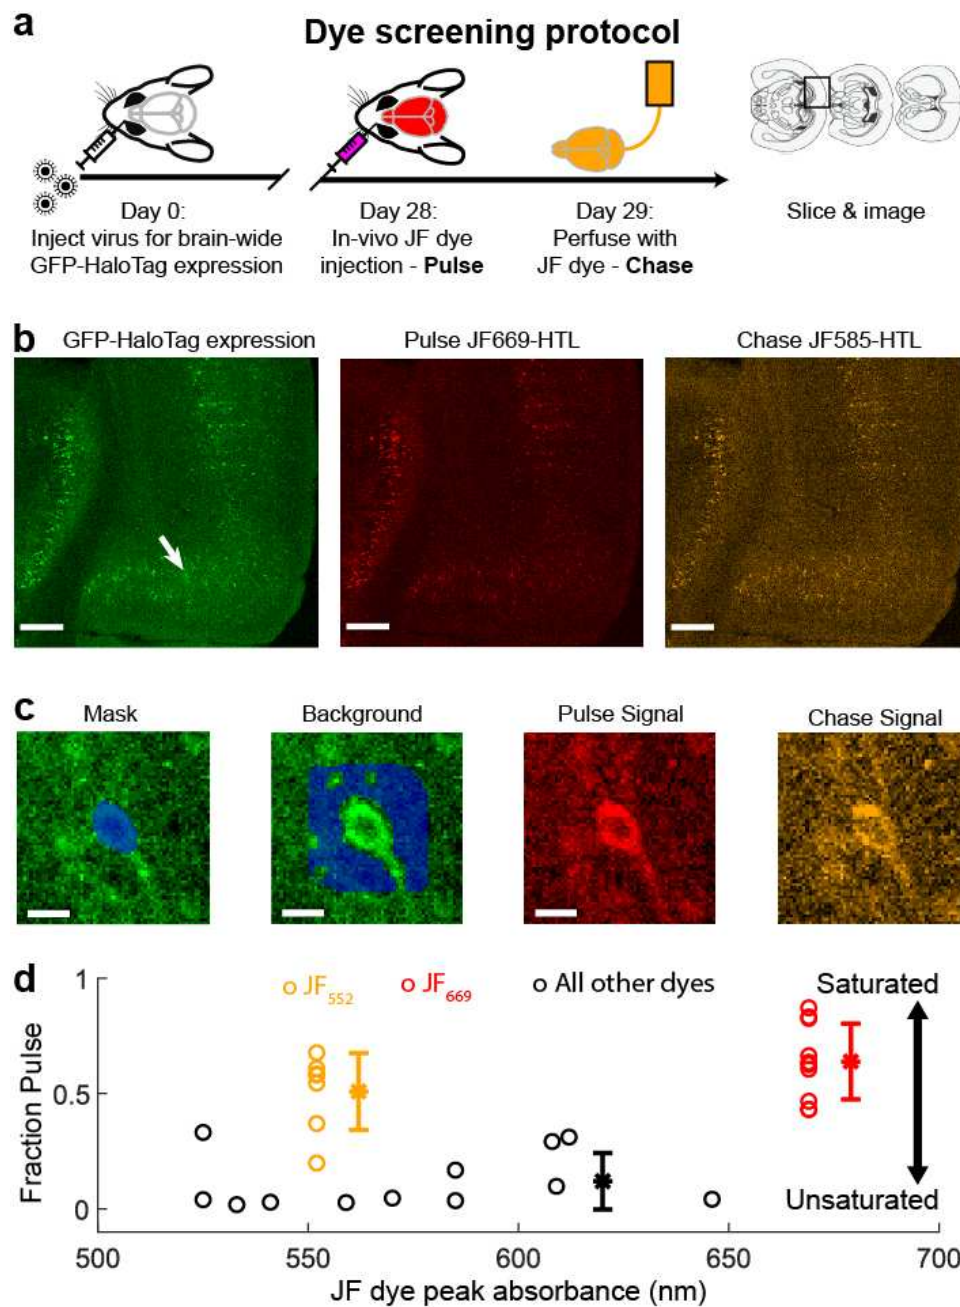 a
Dye screening protocol
Day 0:
Inject virus for brain-wide
GFP-HaloTag expression
Day 28:
In-vivo JF dye
injection - Pulse
Day 29:
Perfuse with
JF dye - Chase
Slice & image
b
GFP-HaloTag expression
Pulse JF669-HTL
Chase JF585-HTL
c
Mask
Background
Pulse Signal
Chase Signal
d
JF552
JF669
All other dyes
Saturated
Unsaturated
1
0.5
0
Fraction Pulse
500
550
600
650
700
JF dye peak absorbance (nm)